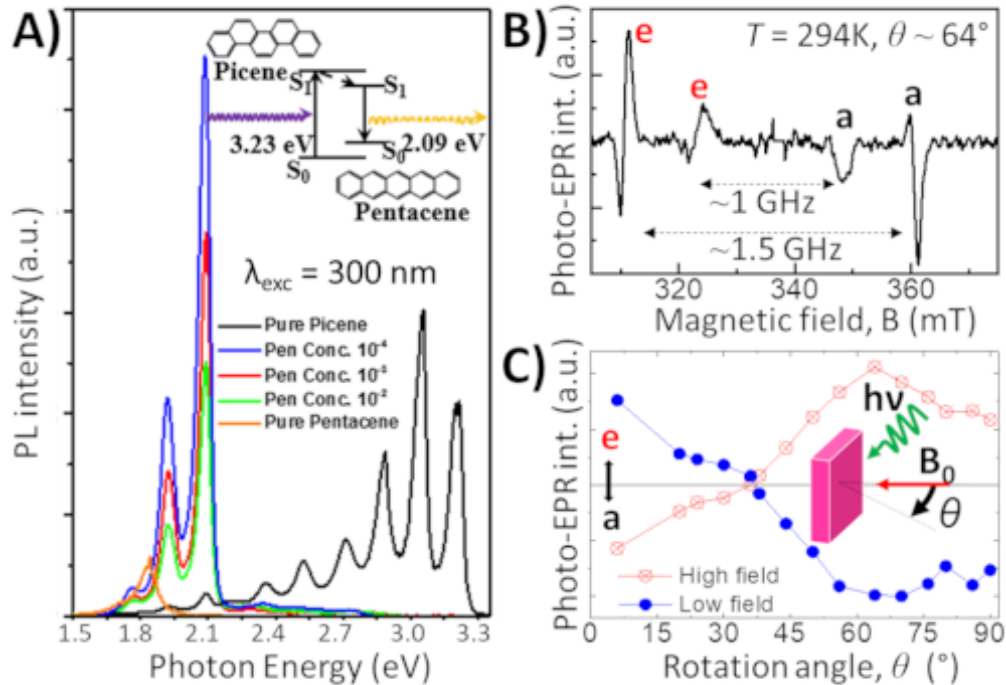 A)
Picene
S₁
S₁
3.23 eV
S₀
2.09 eV
S₀
Pentacene
λexc = 300 nm
Pure Picene
Pen Conc. 10⁻⁴
Pen Conc. 10⁻³
Pen Conc. 10⁻²
Pure Pentacene
PL intensity (a.u.)
1.5 1.8 2.1 2.4 2.7 3.0 3.3
Photon Energy (eV)
B)
T = 294K, θ ~ 64°
e
e
a
a
~1 GHz
~1.5 GHz
Photo-EPR int. (a.u.)
320 340 360
Magnetic field, B (mT)
C)
e
a
hν
B₀
θ
High field
Low field
Photo-EPR int. (a.u.)
0 15 30 45 60 75 90
Rotation angle, θ (°)